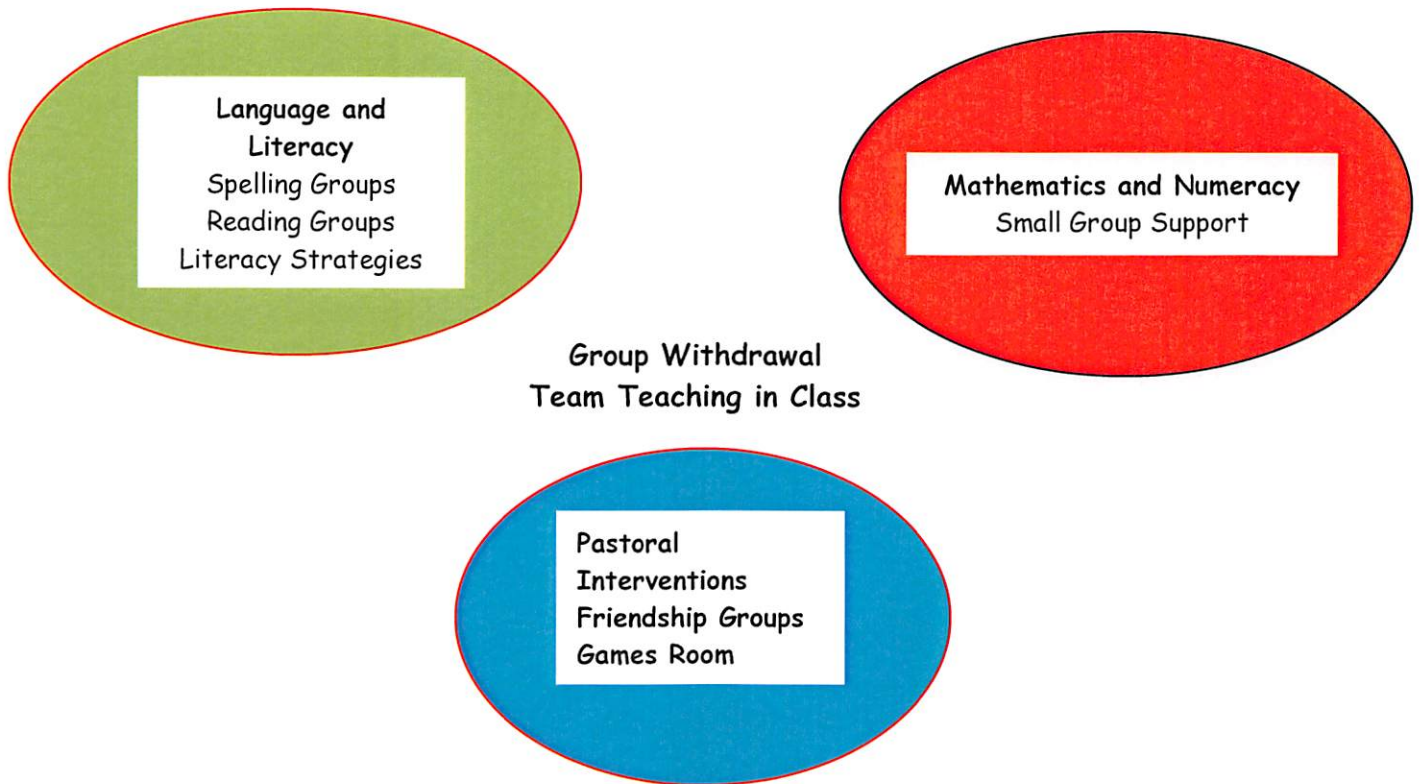 Language and
Literacy
Spelling Groups
Reading Groups
Literacy Strategies
Mathematics and Numeracy
Small Group Support
Group Withdrawal
Team Teaching in Class
Pastoral
Interventions
Friendship Groups
Games Room